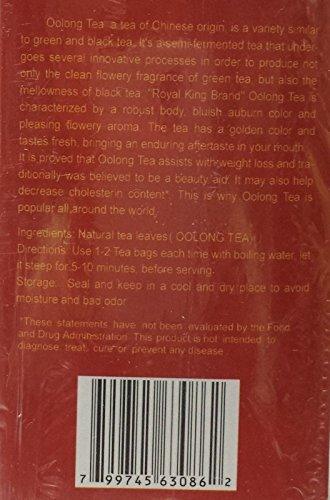 Oolong Tea, a tea of Chinese origin, is a variety similar
to green and black tea. It's a semi-fermented tea that under-
goes several innovative processes in order to produce not
only the clean flowery fragrance of green tea, but also the
mellowness of black tea. "Royal King Brand" Oolong Tea is
characterized by a robust body, bluish auburn color and
pleasing flowery aroma. The tea has a golden color and
tastes fresh, bringing an enduring aftertaste in your mouth.
It is proved that Oolong Tea assists with weight loss and tra-
ditionally was believed to be a beauty aid. It may also help
decrease cholesterin content*. This is why Oolong Tea is
popular all around the world.
Ingredients: Natural tea leaves( OOLONG TEA)
Directions: Use 1-2 Tea bags each time with boiling water, let
it steep for 5-10 minutes, before serving.
Storage: Seal and keep in a cool and dry place to avoid
moisture and bad odor
*These statements have not been evaluated by the Food
and Drug Administration. This product is not intended to
diagnose, treat, cure or prevent any disease
7 99745 63086 2